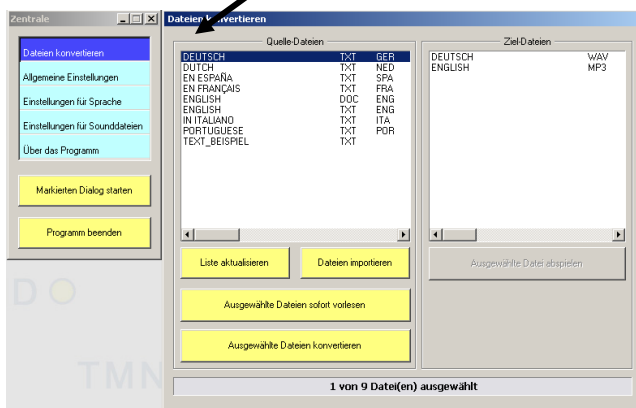 Zentrale
Dateien konvertieren
Allgemeine Einstellungen
Einstellungen für Sprache
Einstellungen für Sounddateien
Über das Programm
Markierten Dialog starten
Programm beenden
Dateien konvertieren
Quelle-Dateien
DEUTSCH TXT GER
DUTCH TXT NED
EN ESPAÑA TXT SPA
EN FRANÇAIS TXT FRA
ENGLISH DOC ENG
ENGLISH TXT ENG
IN ITALIANO TXT ITA
PORTUGUESE TXT POR
TEXT_BEISPIEL TXT
Liste aktualisieren
Dateien importieren
Ausgewählte Dateien sofort vorlesen
Ausgewählte Dateien konvertieren
Ziel-Dateien
DEUTSCH WAV
ENGLISH MP3
Ausgewählte Datei abspielen
1 von 9 Datei(en) ausgewählt
D O
TMN